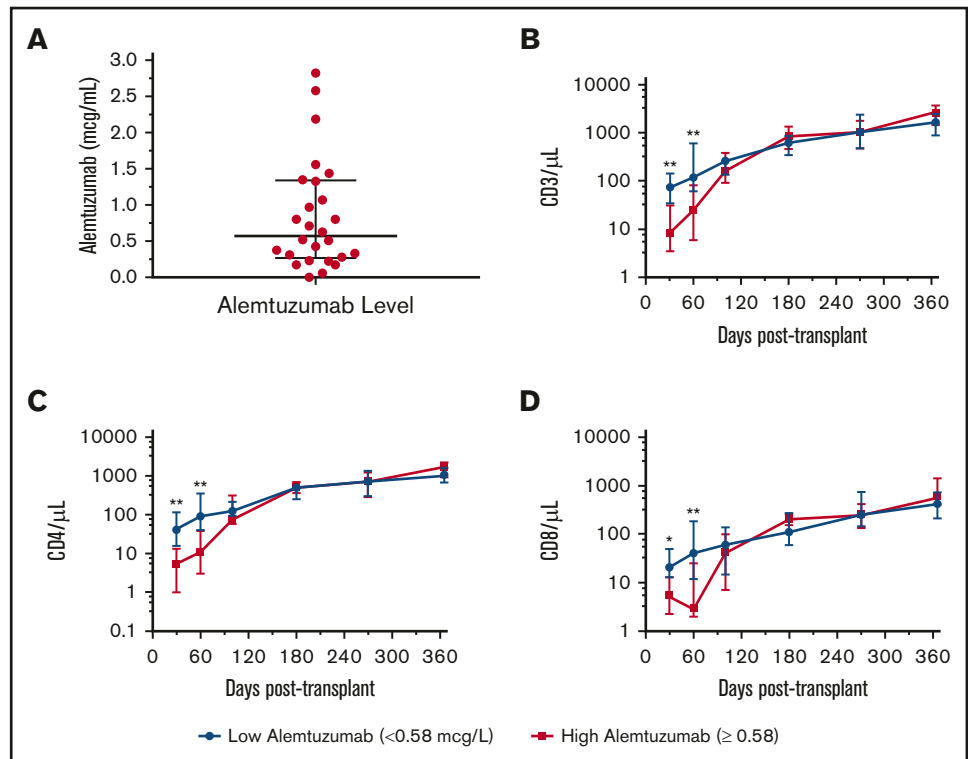 A
Alemtuzumab (mcg/mL)
3.0
2.5
2.0
1.5
1.0
0.5
0.0
Alemtuzumab Level
B
CD3/μL
10000
1000
100
10
1
**
**
0 60 120 180 240 300 360
Days post-transplant
C
CD4/μL
10000
1000
100
10
1
0.1
**
**
0 60 120 180 240 300 360
Days post-transplant
D
CD8/μL
10000
1000
100
10
1
*
**
0 60 120 180 240 300 360
Days post-transplant
Low Alemtuzumab (<0.58 mcg/L) High Alemtuzumab (≥ 0.58)